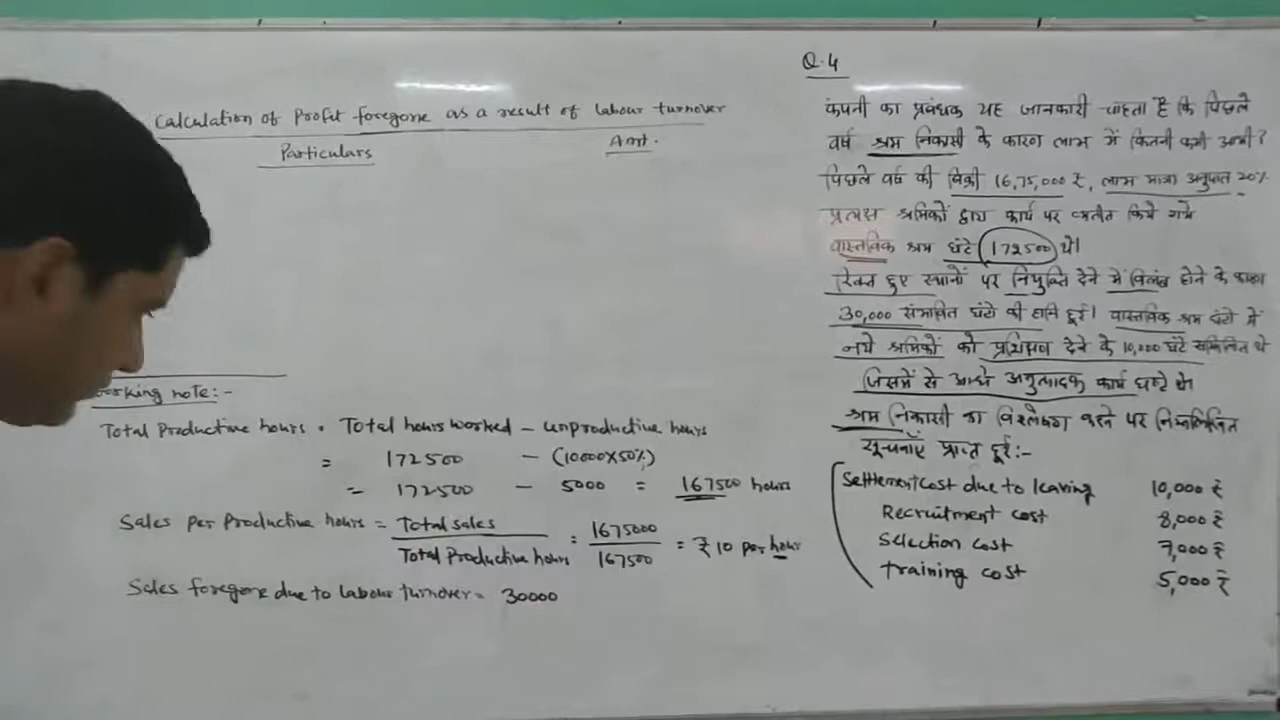 Calculation of Profit foregone as a result of labour turnover
Particulars Amt.
Working note:-
Total Productive hours = Total hours worked - unproductive hours
= 172500 - (10000x50%)
= 172500 - 5000 = 167500 hours
Sales per Productive hours = Total sales / Total Productive hours = 1675000 / 167500 = ₹10 per hour
Sales foregone due to labour turnover = 30000
Q.4
कंपनी का प्रबंधक यह जानकारी चाहता है कि पिछले
वर्ष श्रम निकासी के कारण लाभ में कितनी कमी आयी?
पिछले वर्ष की बिक्री 16,75,000 ₹, लाभ मात्रा अनुपात 20%
प्रत्यक्ष श्रमिकों द्वारा कार्य पर व्यतीत किये गये
वास्तविक श्रम घंटे 172500 थे।
रिक्त हुए स्थानों पर नियुक्ति देने में विलंब होने के कारण
30,000 संभावित घंटो की हानि हुई। वास्तविक श्रम घंटो में
नये श्रमिकों को प्रशिक्षण देने के 10,000 घंटे सम्मिलित थे
जिसमें से आधे अनुत्पादक कार्य घण्टे थे।
श्रम निकासी का विश्लेषण करने पर निम्नलिखित
सूचनाएँ प्राप्त हुई:-
Settlement cost due to leaving 10,000 ₹
Recruitment cost 8,000 ₹
Selection cost 7,000 ₹
training cost 5,000 ₹